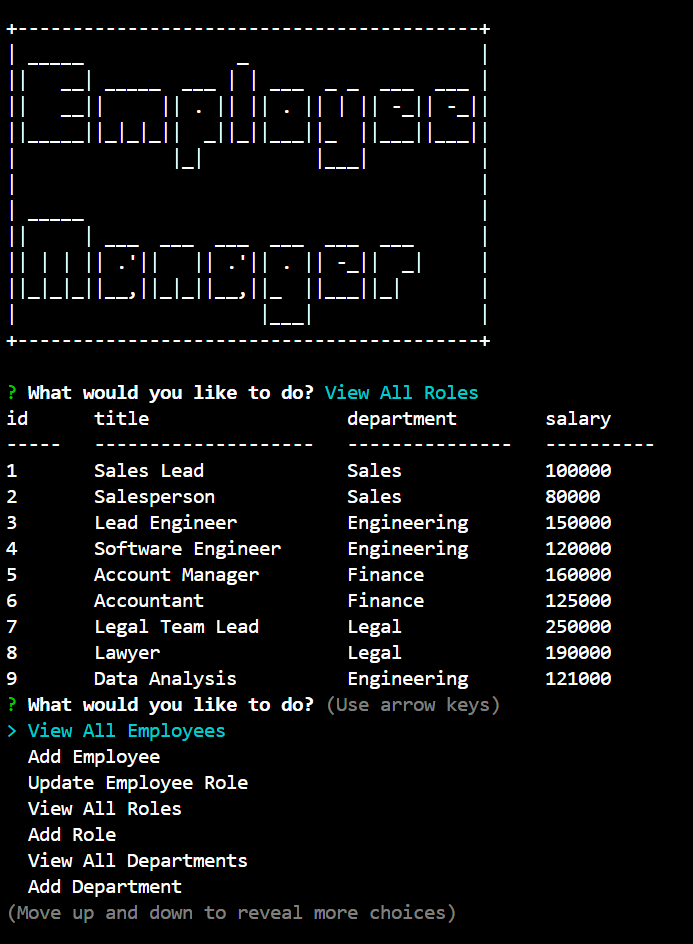 Employee
Manager
? What would you like to do? View All Roles
id title department salary
----- -------------------- --------------- ----------
1 Sales Lead Sales 100000
2 Salesperson Sales 80000
3 Lead Engineer Engineering 150000
4 Software Engineer Engineering 120000
5 Account Manager Finance 160000
6 Accountant Finance 125000
7 Legal Team Lead Legal 250000
8 Lawyer Legal 190000
9 Data Analysis Engineering 121000
? What would you like to do? (Use arrow keys)
> View All Employees
Add Employee
Update Employee Role
View All Roles
Add Role
View All Departments
Add Department
(Move up and down to reveal more choices)